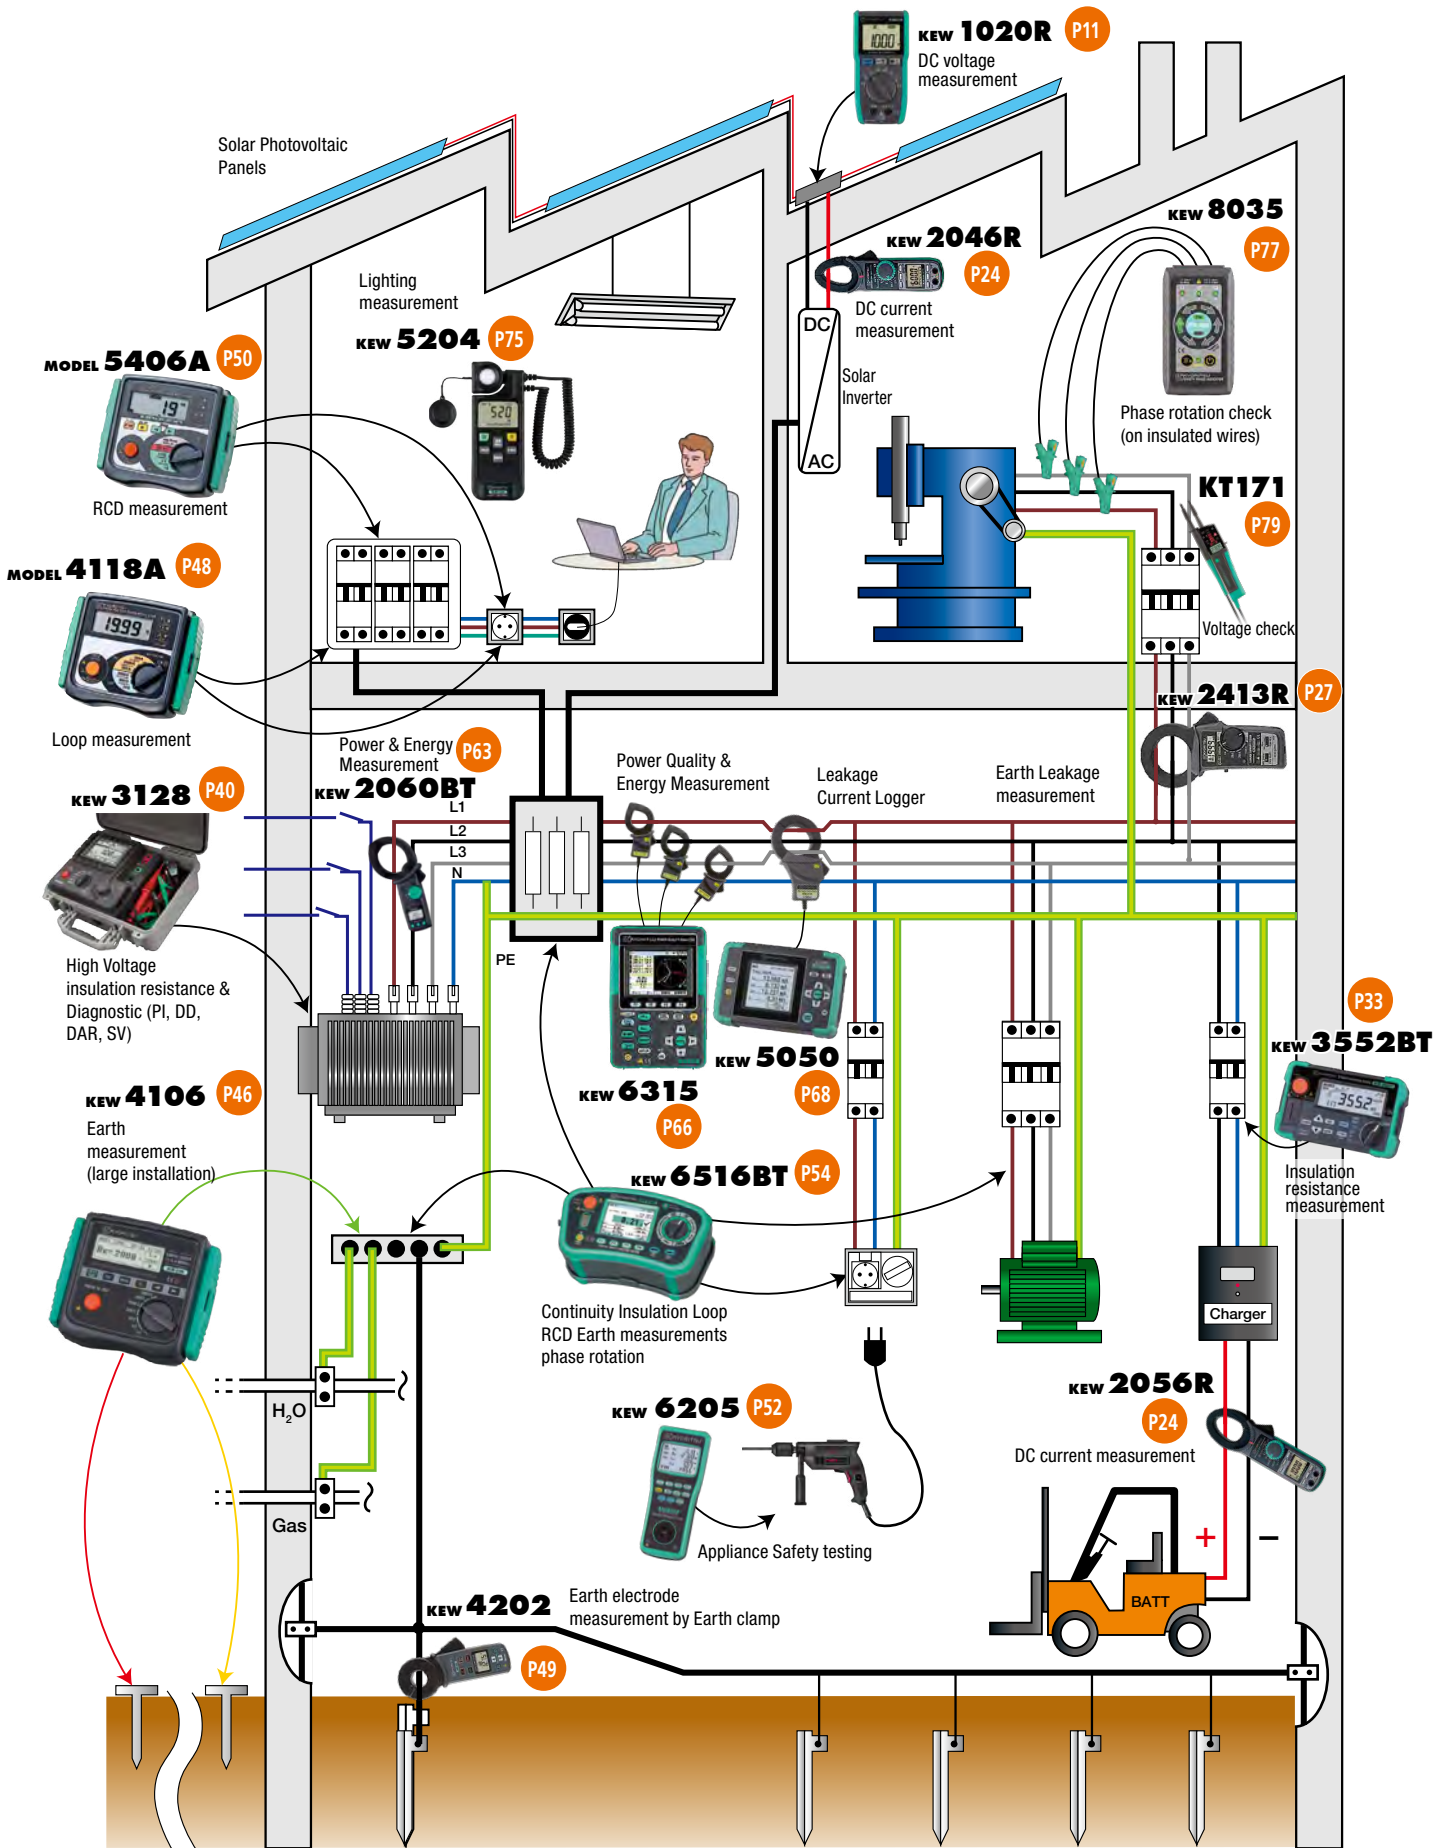 KEW 1020R P11
DC voltage
measurement
Solar Photovoltaic
Panels
KEW 8035
P77
KEW 2046R
P24
DC current
measurement
Lighting
measurement
KEW 5204 P75
DC
AC
Solar
Inverter
MODEL 5406A P50
RCD measurement
Phase rotation check
(on insulated wires)
KT171
P79
Voltage check
MODEL 4118A P48
1999
Loop measurement
KEW 2413R P27
Power & Energy
Measurement
P63
KEW 2060BT
Power Quality &
Energy Measurement
Leakage
Current Logger
Earth Leakage
measurement
KEW 3128 P40
L1
L2
L3
N
PE
High Voltage
insulation resistance &
Diagnostic (PI, DD,
DAR, SV)
KEW 6315
P66
KEW 5050
P68
P33
KEW 3552BT
Insulation
resistance
measurement
KEW 4106 P46
Earth
measurement
(large installation)
KEW 6516BT P54
Continuity Insulation Loop
RCD Earth measurements
phase rotation
Charger
H2O
Gas
KEW 6205 P52
Appliance Safety testing
KEW 2056R
P24
DC current measurement
+ −
BATT
KEW 4202
P49
Earth electrode
measurement by Earth clamp